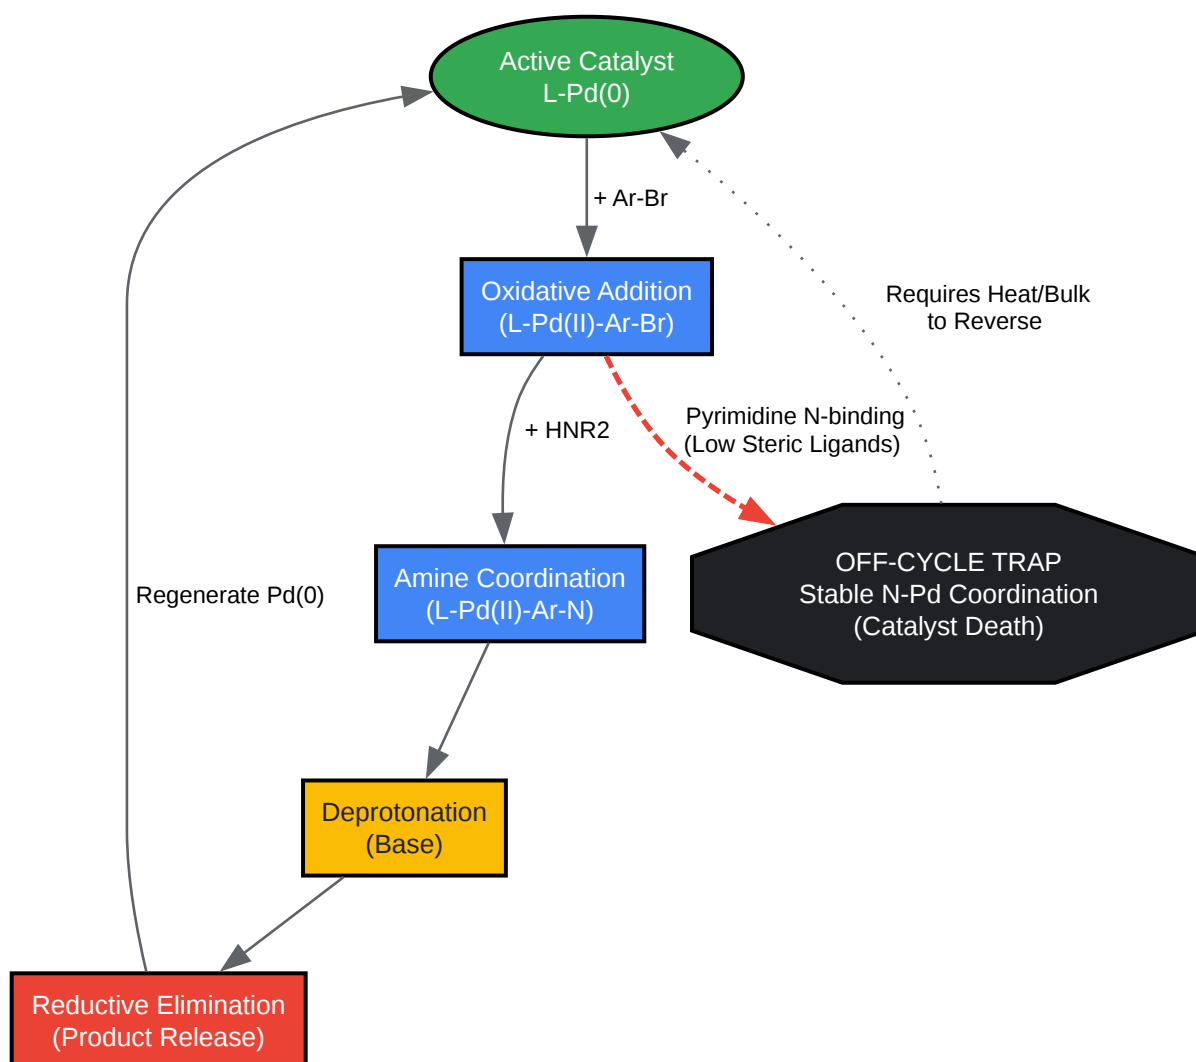 Active Catalyst
L-Pd(0)
+ Ar-Br
Oxidative Addition
(L-Pd(II)-Ar-Br)
Requires Heat/Bulk
to Reverse
Pyrimidine N-binding
(Low Steric Ligands)
+ HNR2
OFF-CYCLE TRAP
Stable N-Pd Coordination
(Catalyst Death)
Amine Coordination
(L-Pd(II)-Ar-N)
Regenerate Pd(0)
Deprotonation
(Base)
Reductive Elimination
(Product Release)